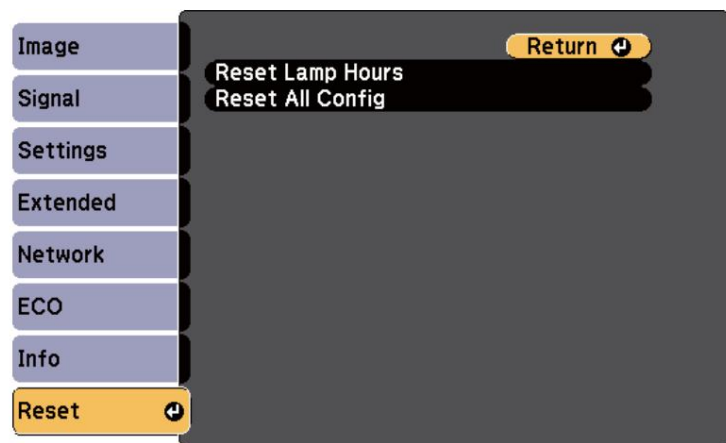 Image
Signal
Settings
Extended
Network
ECO
Info
Reset
Return
Reset Lamp Hours
Reset All Config